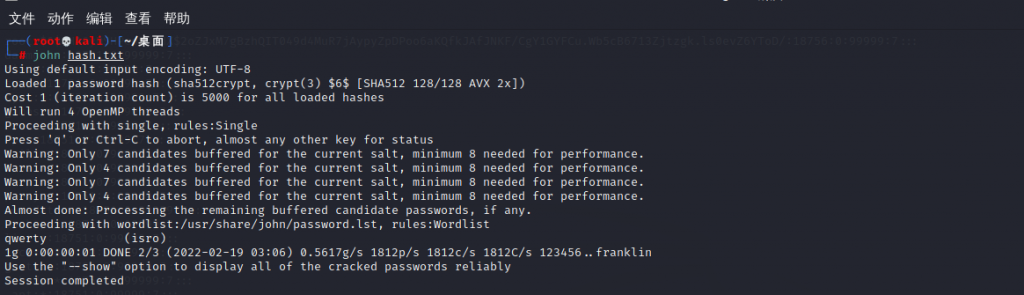 文件 动作 编辑 查看 帮助
┌──(root💀kali)-[~/桌面]
└─# john hash.txt
Using default input encoding: UTF-8
Loaded 1 password hash (sha512crypt, crypt(3) $6$ [SHA512 128/128 AVX 2x])
Cost 1 (iteration count) is 5000 for all loaded hashes
Will run 4 OpenMP threads
Proceeding with single, rules:Single
Press 'q' or Ctrl-C to abort, almost any other key for status
Warning: Only 7 candidates buffered for the current salt, minimum 8 needed for performance.
Warning: Only 4 candidates buffered for the current salt, minimum 8 needed for performance.
Warning: Only 7 candidates buffered for the current salt, minimum 8 needed for performance.
Warning: Only 4 candidates buffered for the current salt, minimum 8 needed for performance.
Almost done: Processing the remaining buffered candidate passwords, if any.
Proceeding with wordlist:/usr/share/john/password.lst, rules:Wordlist
qwerty           (isro)
1g 0:00:00:01 DONE 2/3 (2022-02-19 03:06) 0.5617g/s 1812p/s 1812c/s 1812C/s 123456..franklin
Use the "--show" option to display all of the cracked passwords reliably
Session completed